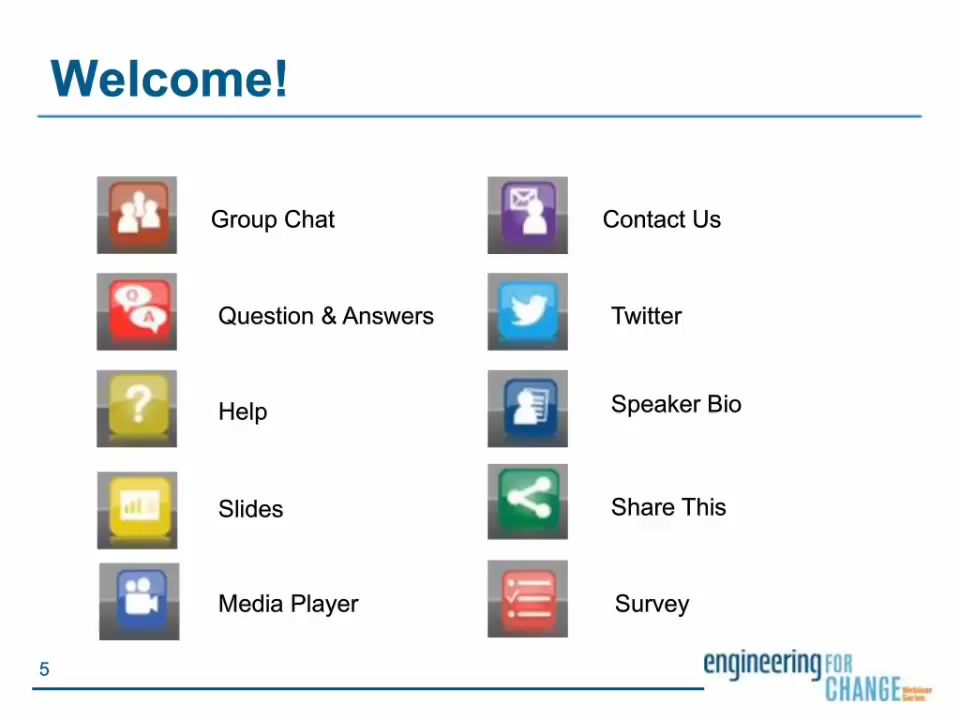 Welcome!
Group Chat
Contact Us
Q
A
Question & Answers
Twitter
?
Help
Speaker Bio
Slides
Share This
Media Player
Survey
5
engineering FOR
CHANGE Webinar
Series